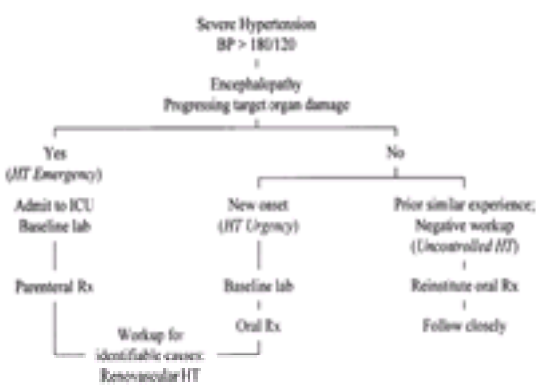 Severe Hypertension
BP > 180/120
Encephalopathy
Progressing target organ damage
Yes
(HT Emergency)
No
Admit to ICU
Baseline lab
New onset
(HT Urgency)
Prior similar experience;
Negative workup
(Uncontrolled HT)
Parenteral Rx
Baseline lab
Reinstitute oral Rx
Oral Rx
Follow closely
Workup for
identifiable causes:
Renovascular HT